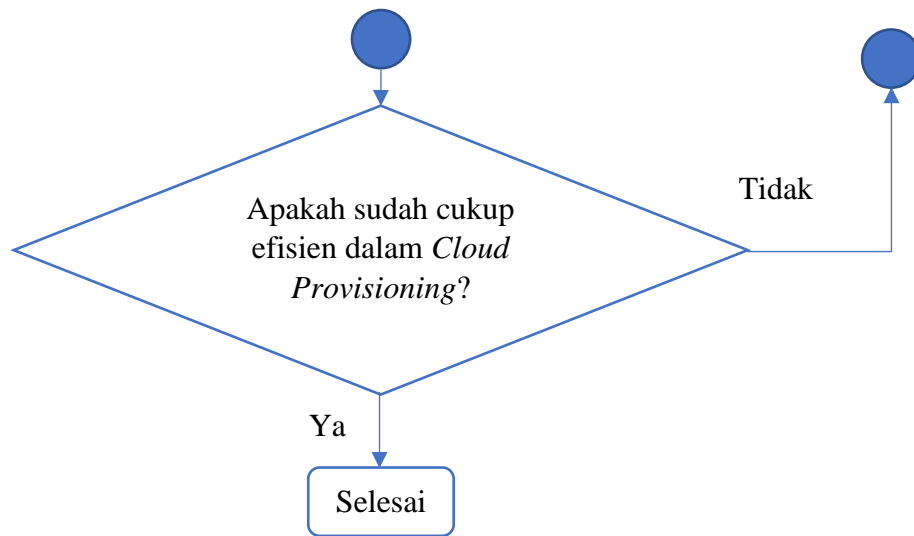 Tidak
Apakah sudah cukup
efisien dalam Cloud
Provisioning?
Ya
Selesai